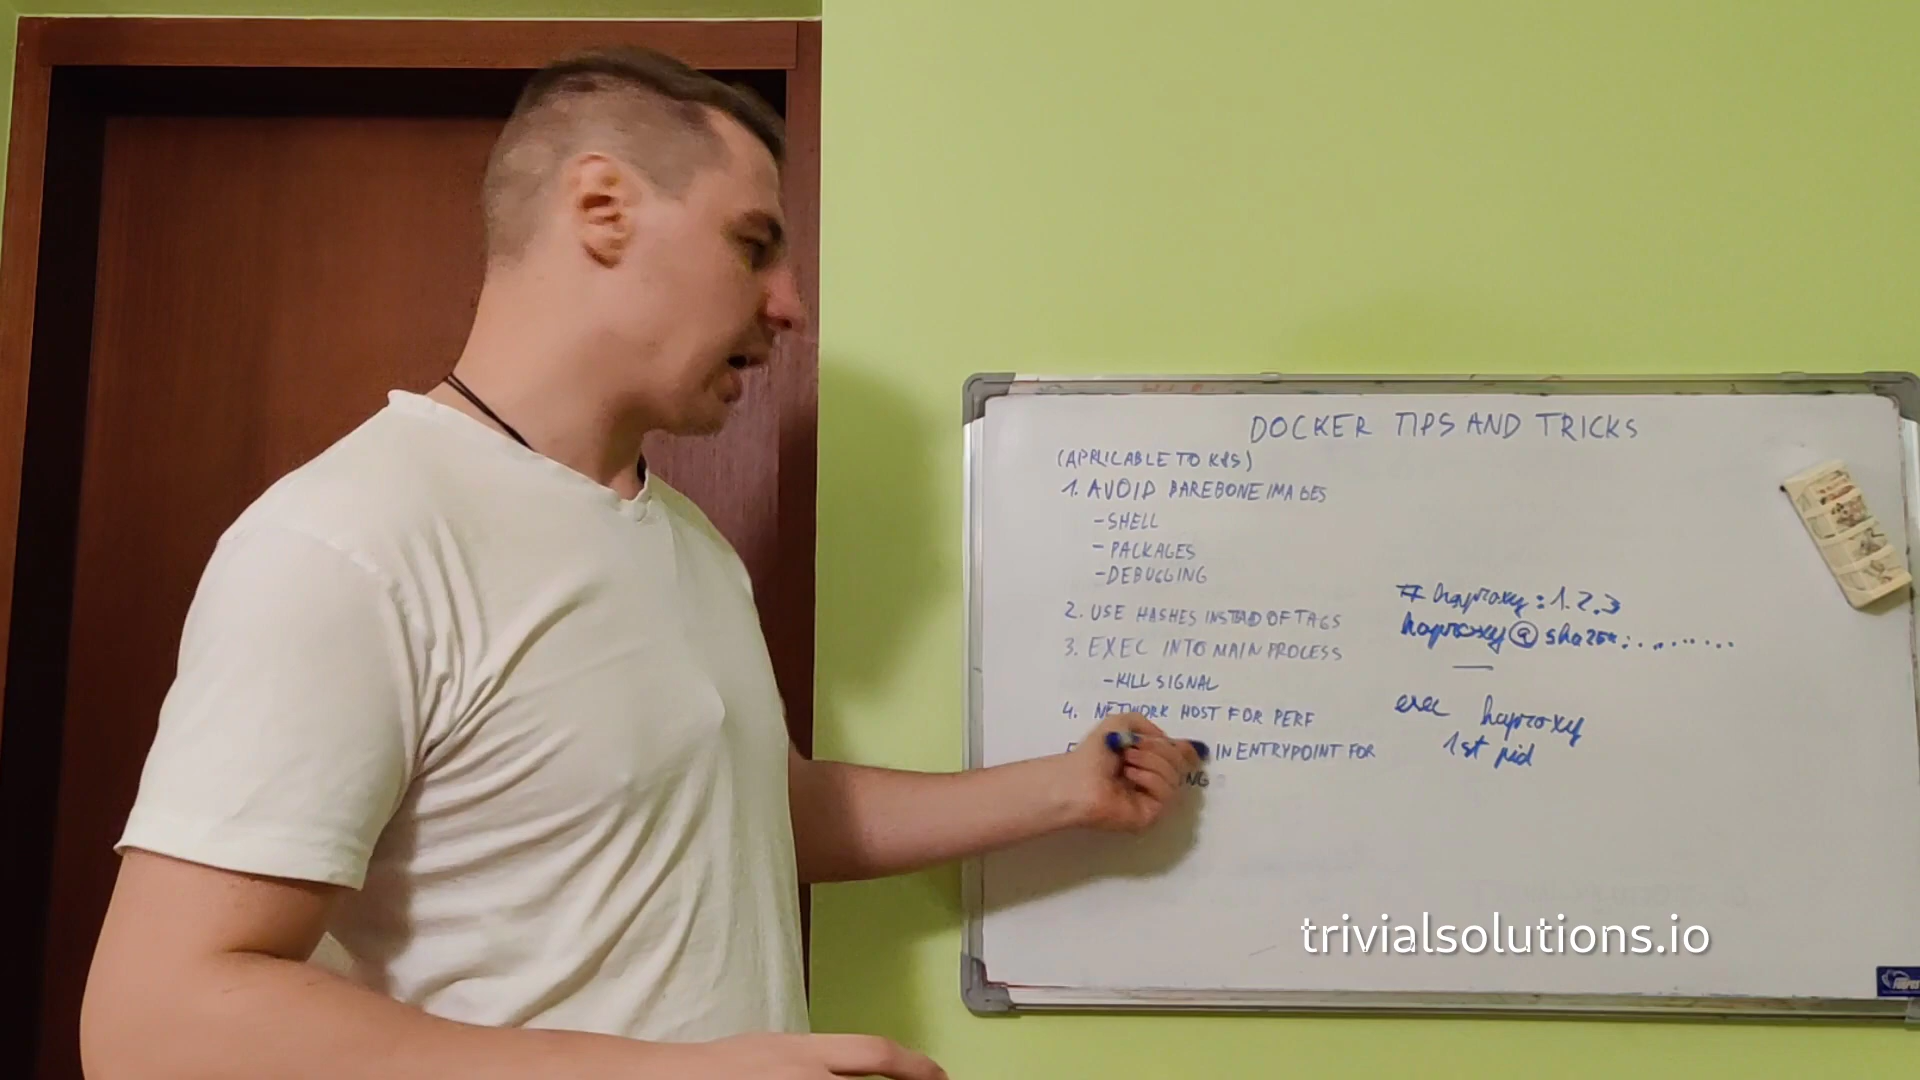 DOCKER TIPS AND TRICKS
(APPLICABLE TO K8S)
1. AVOID BAREBONE IMAGES
-SHELL
-PACKAGES
-DEBUGGING
2. USE HASHES INSTEAD OF TAGS
3. EXEC INTO MAIN PROCESS
-KILL SIGNAL
4. NETWORK HOST FOR PERF
IN ENTRYPOINT FOR
# haproxy:1.2.3
haproxy@sha256:.........
exec haproxy
1st pid
trivialsolutions.io